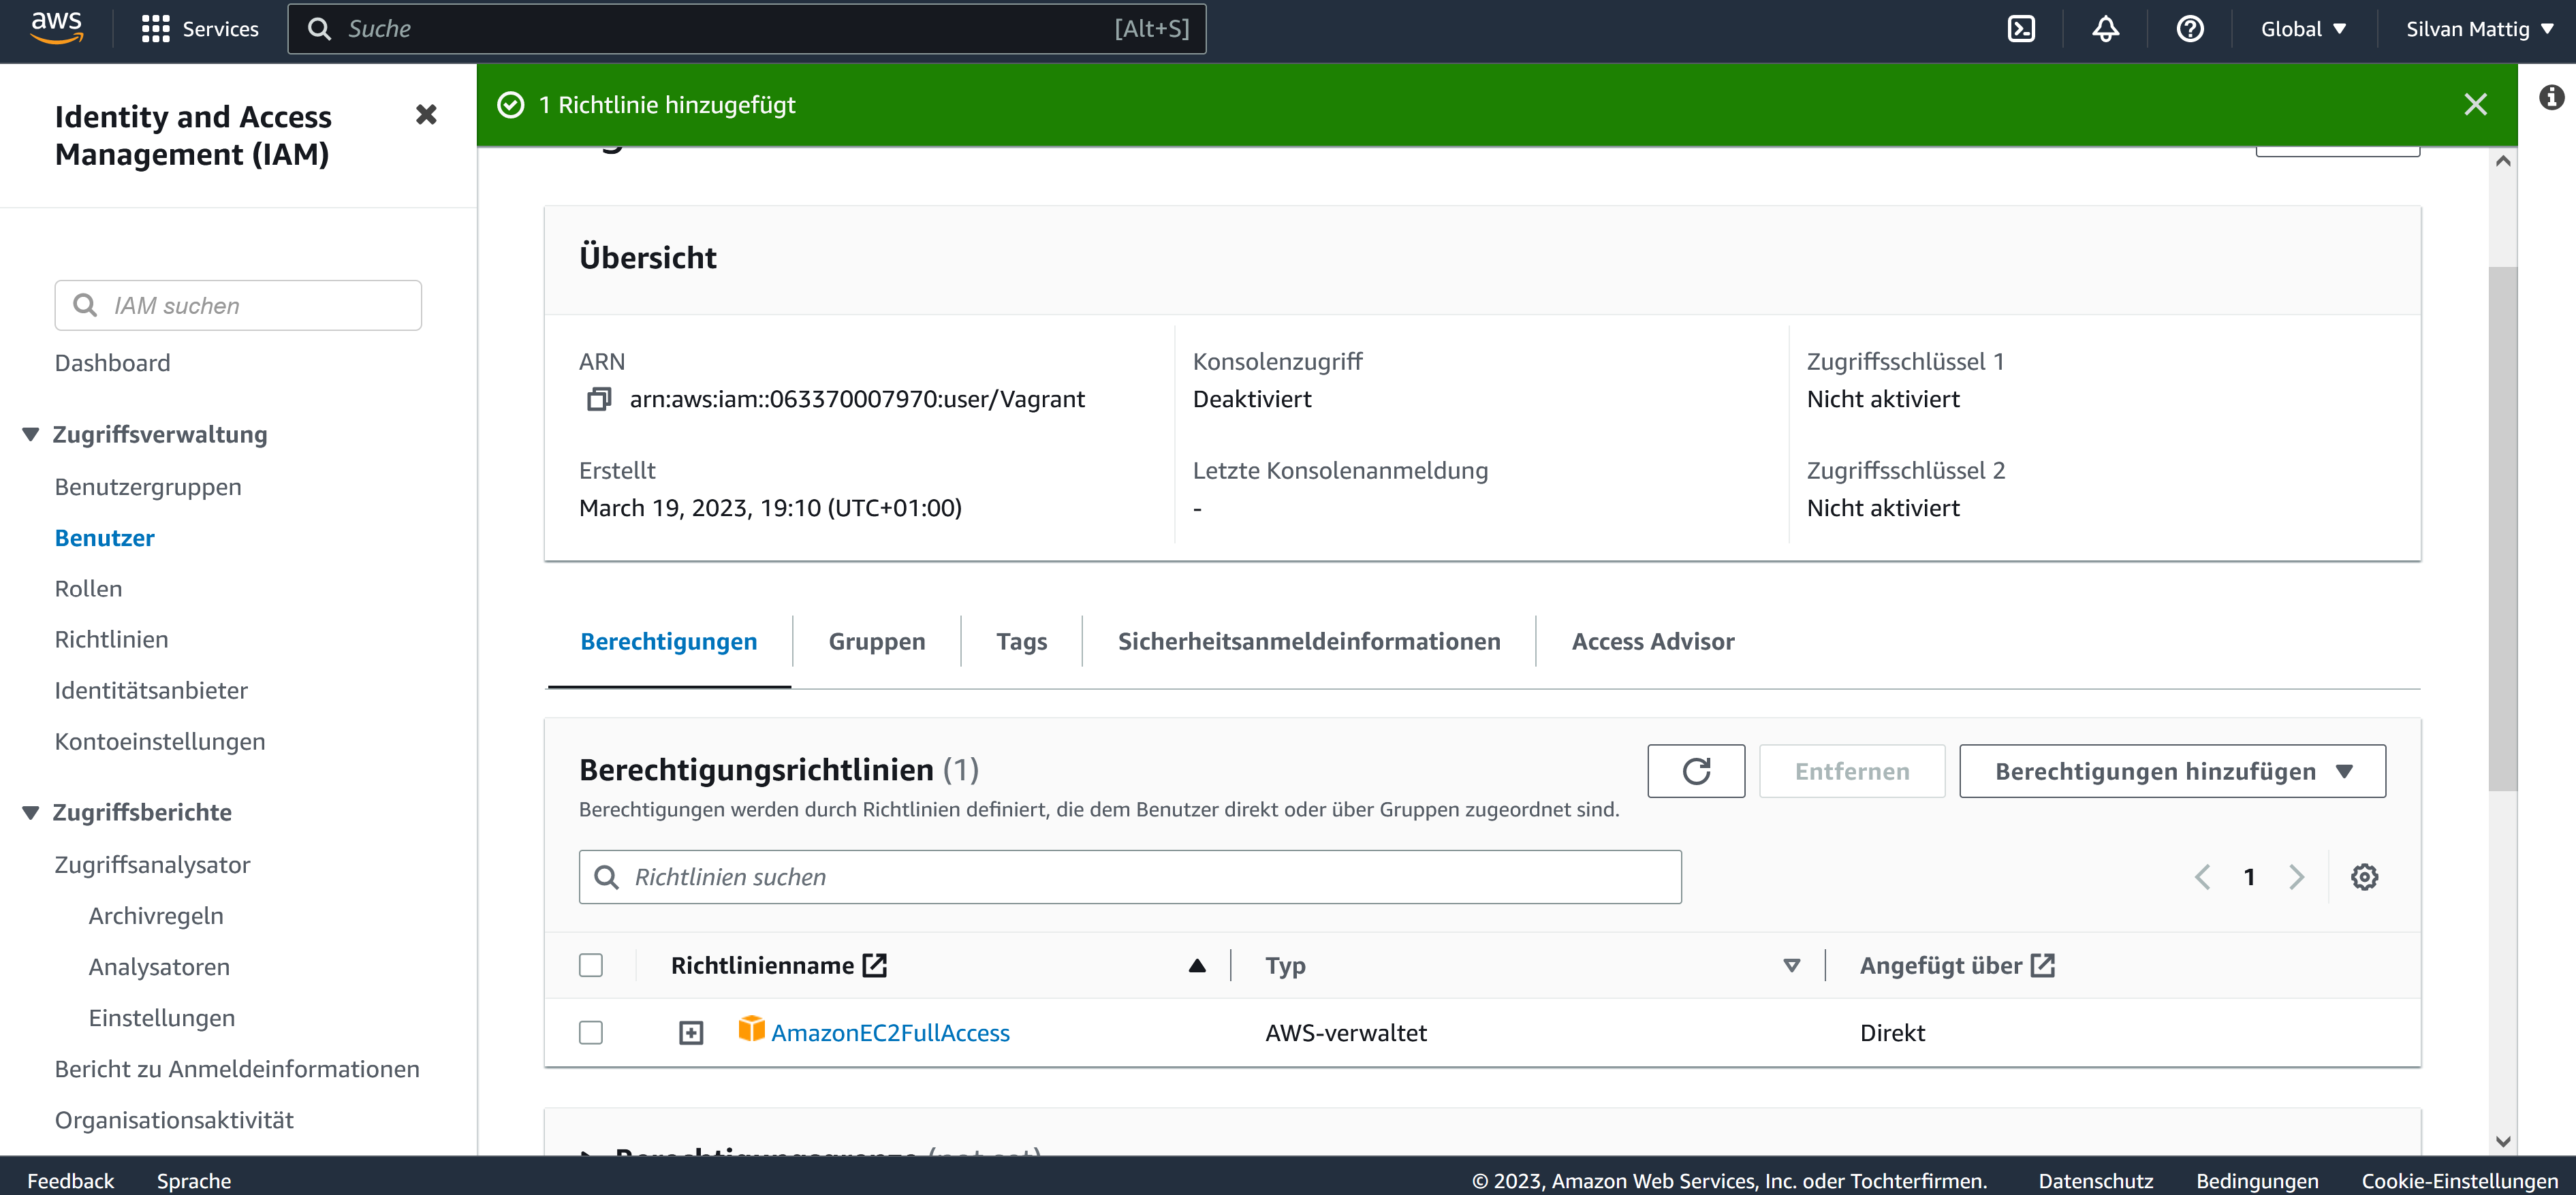 aws
Services
Suche
[Alt+S]
Global
Silvan Mattig
Identity and Access
Management (IAM)
IAM suchen
Dashboard
Zugriffsverwaltung
Benutzergruppen
Benutzer
Rollen
Richtlinien
Identitätsanbieter
Kontoeinstellungen
Zugriffsberichte
Zugriffsanalysator
Archivregeln
Analysatoren
Einstellungen
Bericht zu Anmeldeinformationen
Organisationsaktivität
1 Richtlinie hinzugefügt
Übersicht
ARN
arn:aws:iam::063370007970:user/Vagrant
Konsolenzugriff
Deaktiviert
Zugriffsschlüssel 1
Nicht aktiviert
Erstellt
March 19, 2023, 19:10 (UTC+01:00)
Letzte Konsolenanmeldung
-
Zugriffsschlüssel 2
Nicht aktiviert
Berechtigungen
Gruppen
Tags
Sicherheitsanmeldeinformationen
Access Advisor
Berechtigungsrichtlinien (1)
Berechtigungen werden durch Richtlinien definiert, die dem Benutzer direkt oder über Gruppen zugeordnet sind.
Entfernen
Berechtigungen hinzufügen
Richtlinien suchen
1
Richtlinienname
Typ
Angefügt über
AmazonEC2FullAccess
AWS-verwaltet
Direkt
Berechtigungsgrenze (not set)
Feedback
Sprache
© 2023, Amazon Web Services, Inc. oder Tochterfirmen.
Datenschutz
Bedingungen
Cookie-Einstellungen